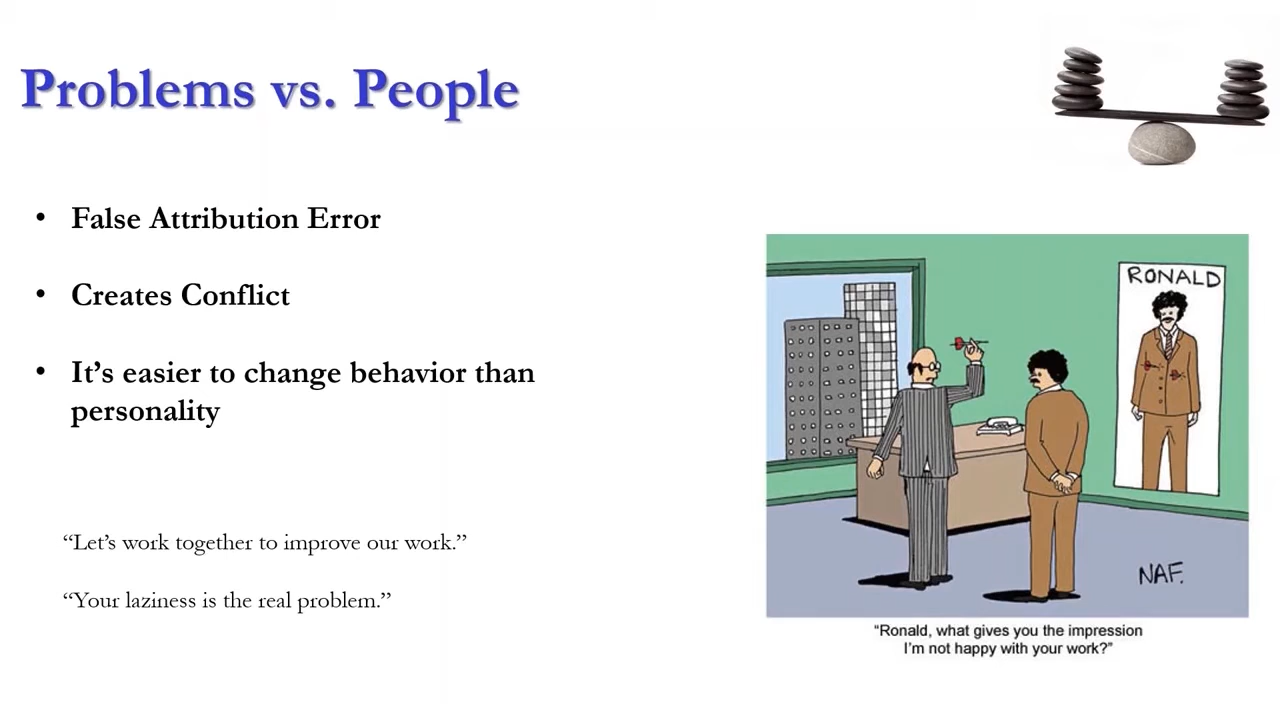 Problems vs. People
• False Attribution Error
• Creates Conflict
• It’s easier to change behavior than
personality
“Let’s work together to improve our work.”
“Your laziness is the real problem.”
RONALD
NAF.
“Ronald, what gives you the impression
I’m not happy with your work?”